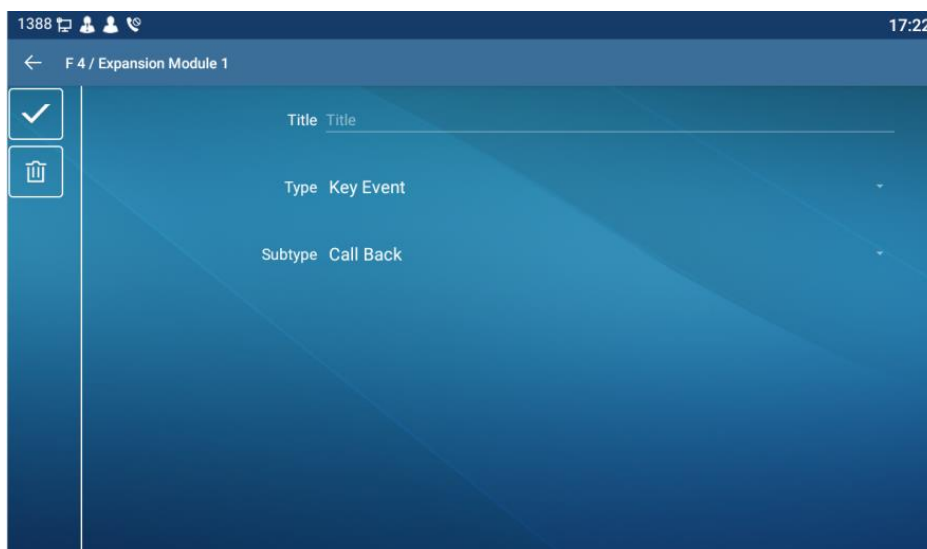 1388 17:22
F 4 / Expansion Module 1
Title Title
Type Key Event
Subtype Call Back